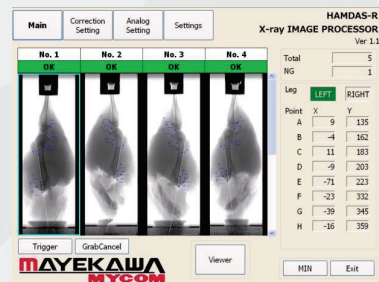 HAMDAS-R
X-ray IMAGE PROCESSOR
Ver 1.1
Main
Correction
Setting
Analog
Setting
Settings
No. 1 No. 2 No. 3 No. 4
OK OK OK OK
Total 5
NG 1
Leg LEFT RIGHT
Point X Y
A 9 135
B -4 162
C 11 183
D -9 203
E -71 223
F -23 332
G -39 345
H -16 359
Trigger GrabCancel
Viewer
MAYEKAWA
MYCOM
MIN Exit